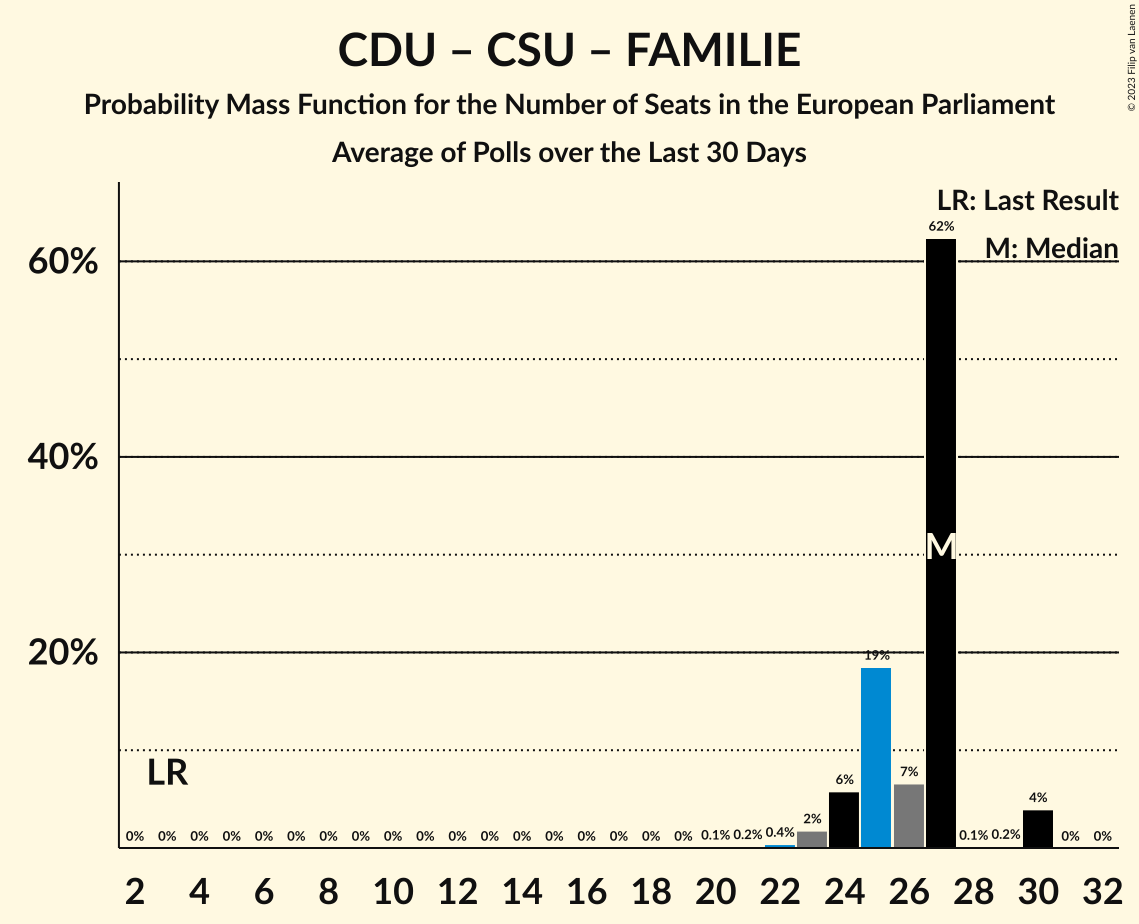 CDU – CSU – FAMILIE
Probability Mass Function for the Number of Seats in the European Parliament
Average of Polls over the Last 30 Days
© 2023 Filip van Laenen
LR: Last Result
M: Median
62%
60%
40%
20%
M
19%
LR
7%
6%
4%
2%
0% 0% 0% 0% 0% 0% 0% 0% 0% 0% 0% 0% 0% 0% 0% 0% 0% 0% 0.1% 0.2% 0.4% 0.1% 0.2% 0% 0%
2 4 6 8 10 12 14 16 18 20 22 24 26 28 30 32